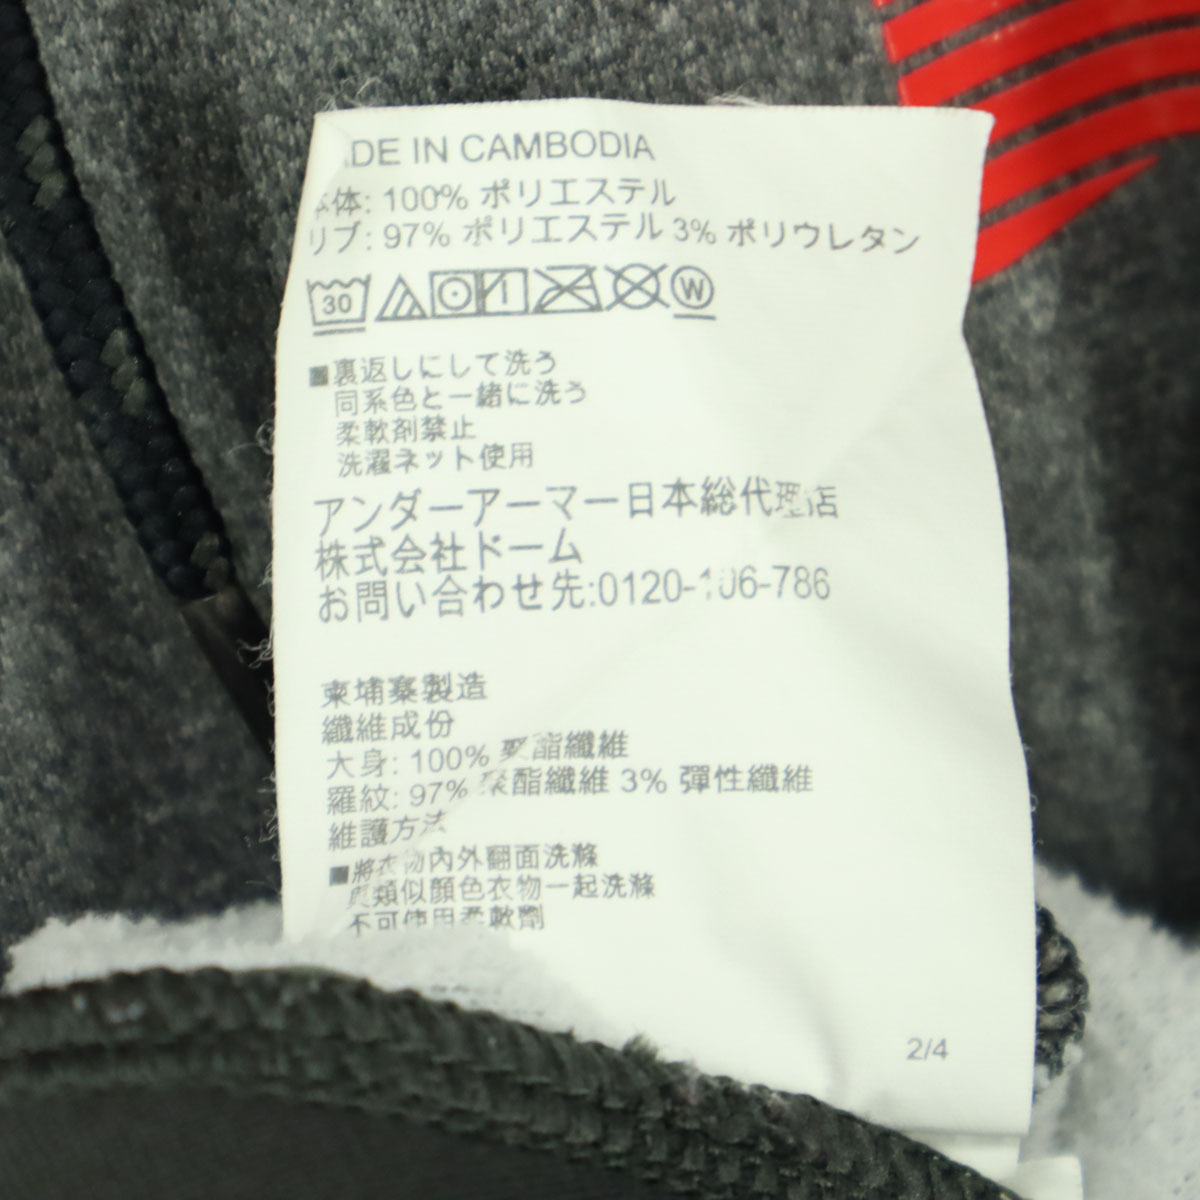 MADE IN CAMBODIA
本体: 100% ポリエステル
リブ: 97% ポリエステル 3% ポリウレタン
30 W
■裏返しにして洗う
同系色と一緒に洗う
柔軟剤禁止
洗濯ネット使用
アンダーアーマー日本総代理店
株式会社ドーム
お問い合わせ先:0120-106-786
柬埔寨製造
纖維成份
大身: 100% 聚酯纖維
羅紋: 97% 聚酯纖維 3% 彈性纖維
維護方法
■將衣物內外翻面洗滌
與類似顏色衣物一起洗滌
不可使用柔軟劑
2/4